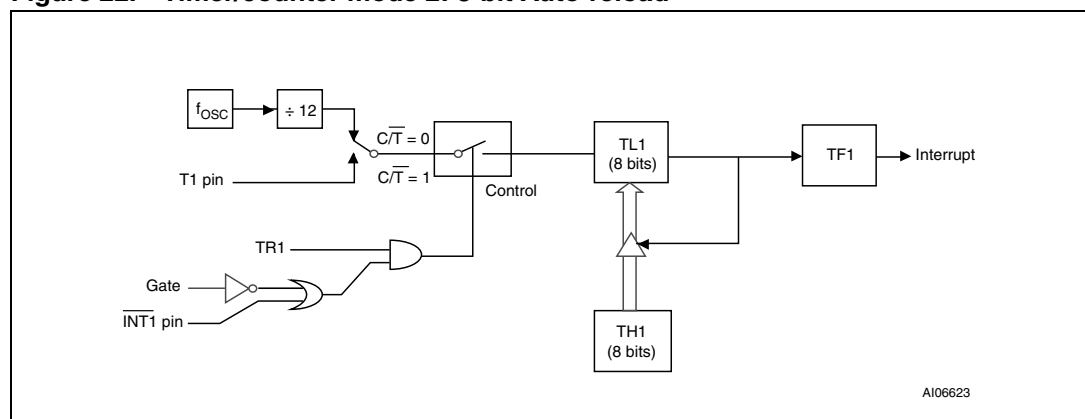 Figure 22. Timer/counter mode 2: 8-bit Auto-reload
fOSC
÷ 12
C/T̅ = 0
T1 pin
C/T̅ = 1
Control
TL1
(8 bits)
TF1
Interrupt
TR1
Gate
I̅N̅T̅1̅ pin
TH1
(8 bits)
AI06623